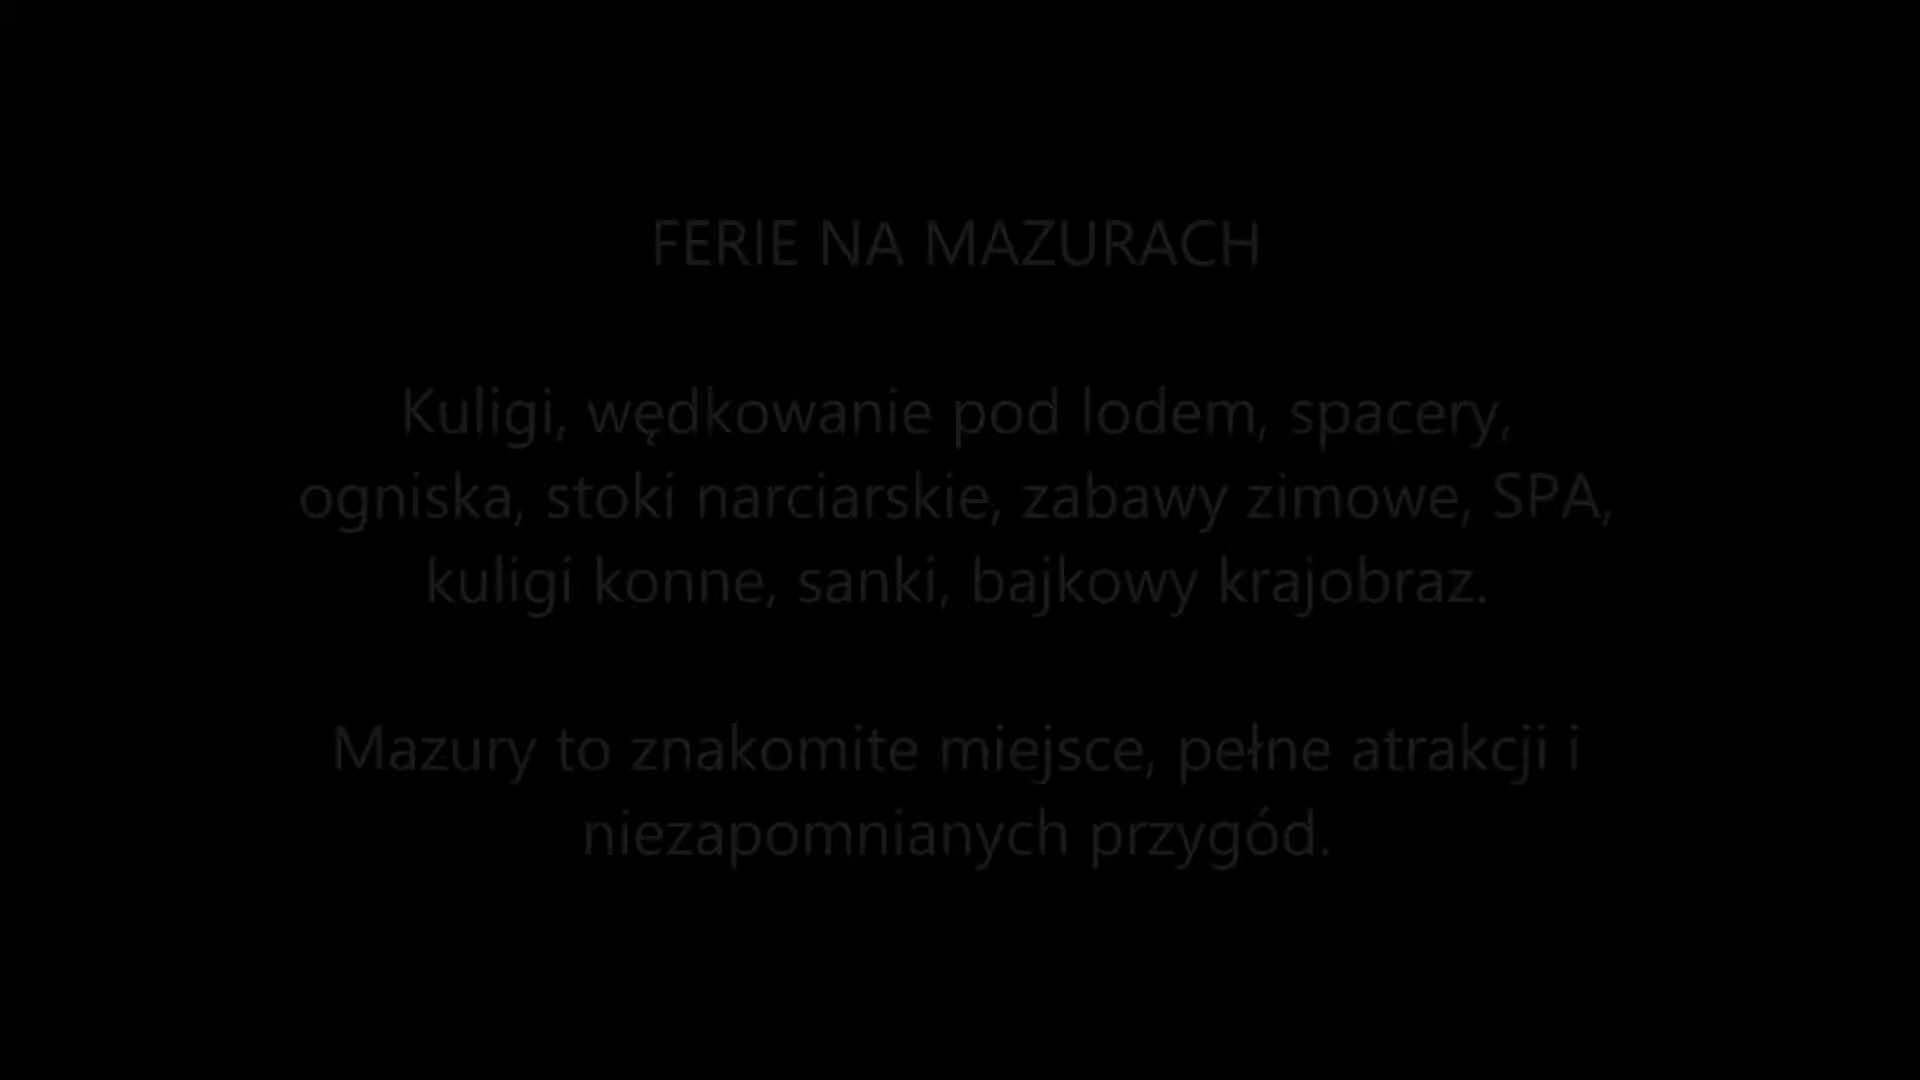 FERIE NA MAZURACH
Kuligi, wędkowanie pod lodem, spacery,
ogniska, stoki narciarskie, zabawy zimowe, SPA,
kuligi konne, sanki, bajkowy krajobraz.
Mazury to znakomite miejsce, pełne atrakcji i
niezapomnianych przygód.